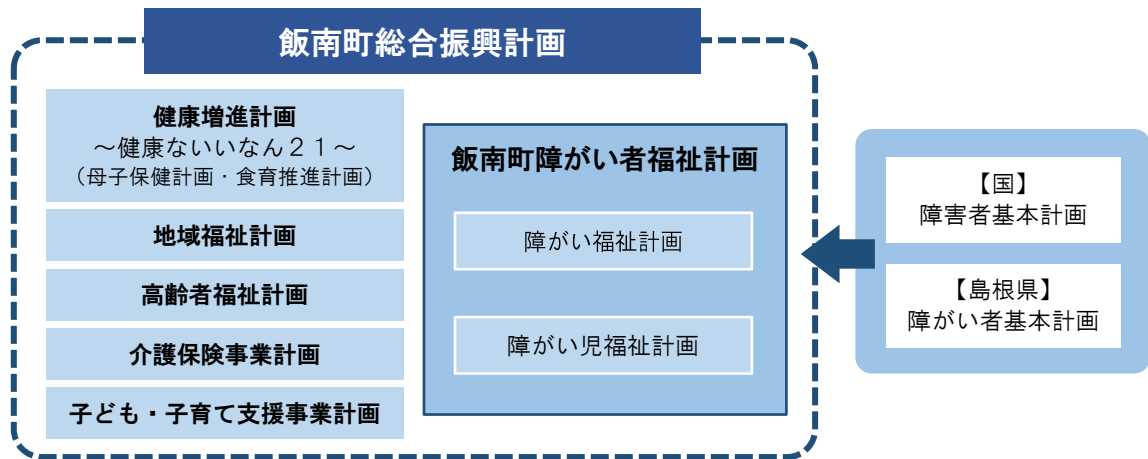 飯南町総合振興計画
健康増進計画
～健康ないいなん２１～
（母子保健計画・食育推進計画）
地域福祉計画
高齢者福祉計画
介護保険事業計画
子ども・子育て支援事業計画
飯南町障がい者福祉計画
障がい福祉計画
障がい児福祉計画
【国】
障害者基本計画
【島根県】
障がい者基本計画